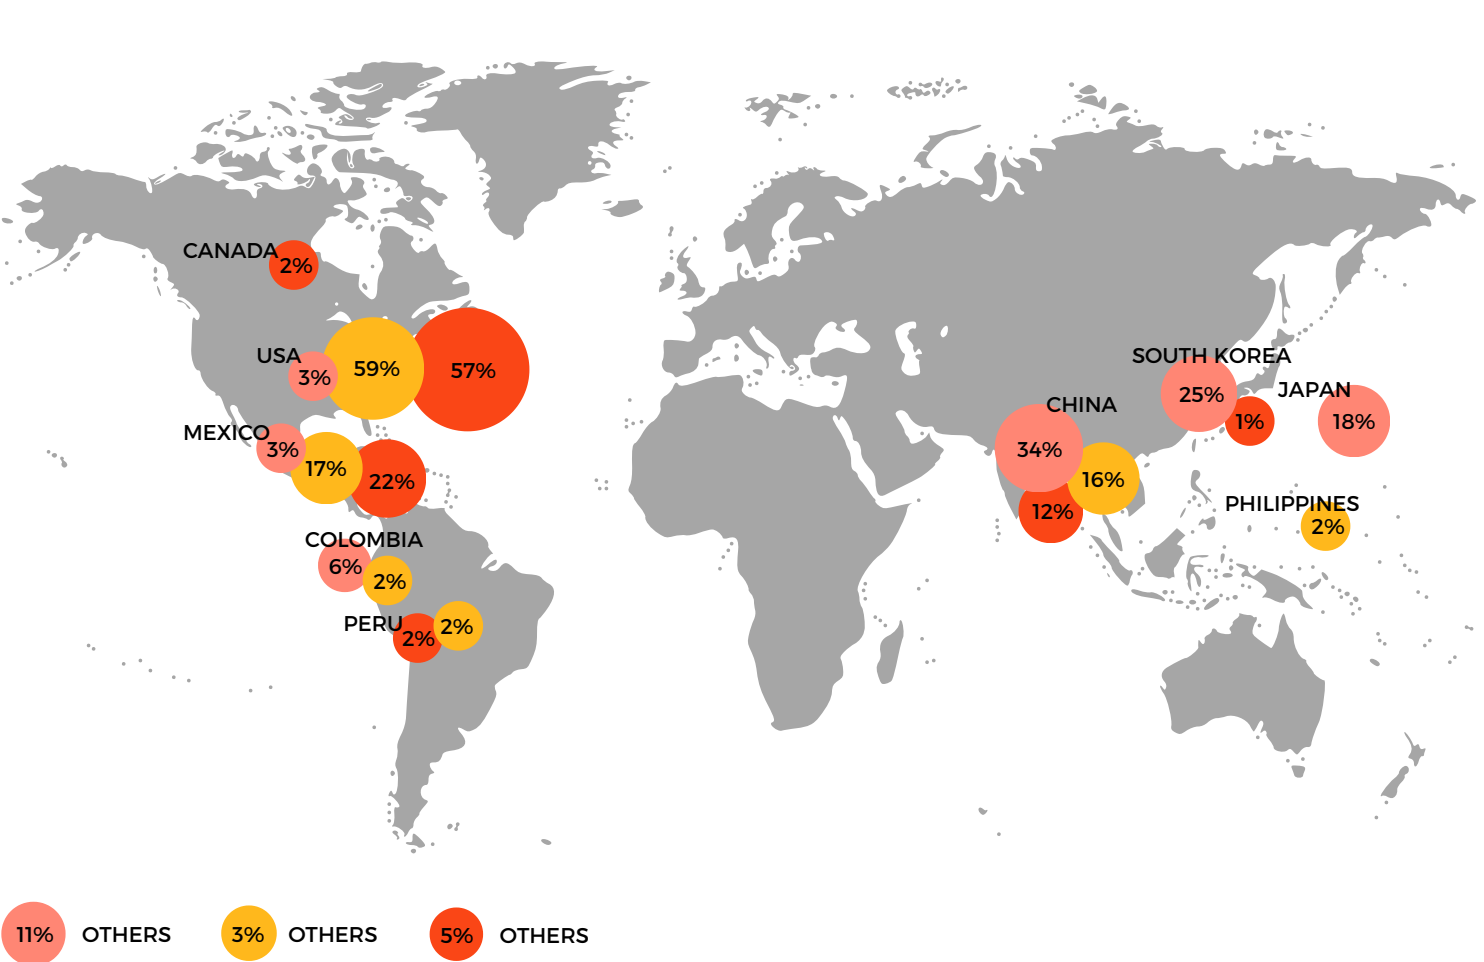 CANADA
2%
USA
3%
59%
57%
SOUTH KOREA
25%
JAPAN
1%
18%
CHINA
34%
16%
12%
MEXICO
3%
17%
22%
PHILIPPINES
2%
COLOMBIA
6%
2%
PERU
2%
2%
11% OTHERS
3% OTHERS
5% OTHERS